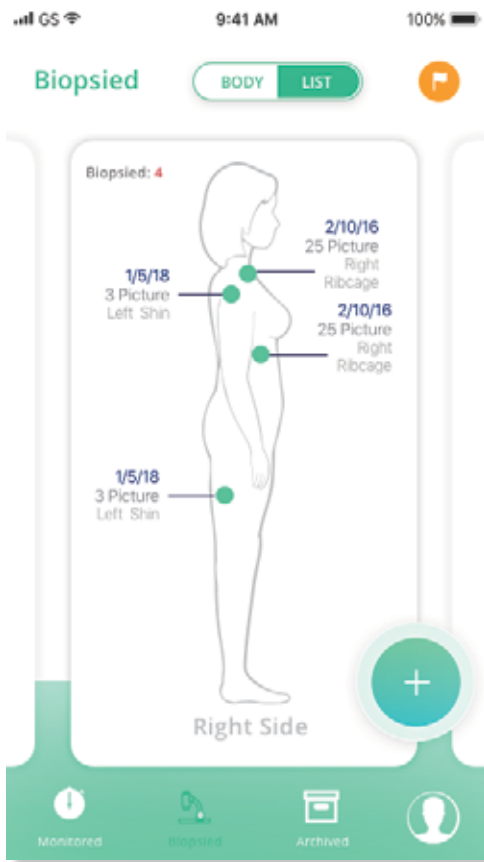 GS 9:41 AM 100%
Biopsied BODY LIST
Biopsied: 4
2/10/16
25 Picture
Right
Ribcage
1/5/18
3 Picture
Left Shin
2/10/16
25 Picture
Right
Ribcage
1/5/18
3 Picture
Left Shin
+
Right Side
Monitored Biopsied Archived